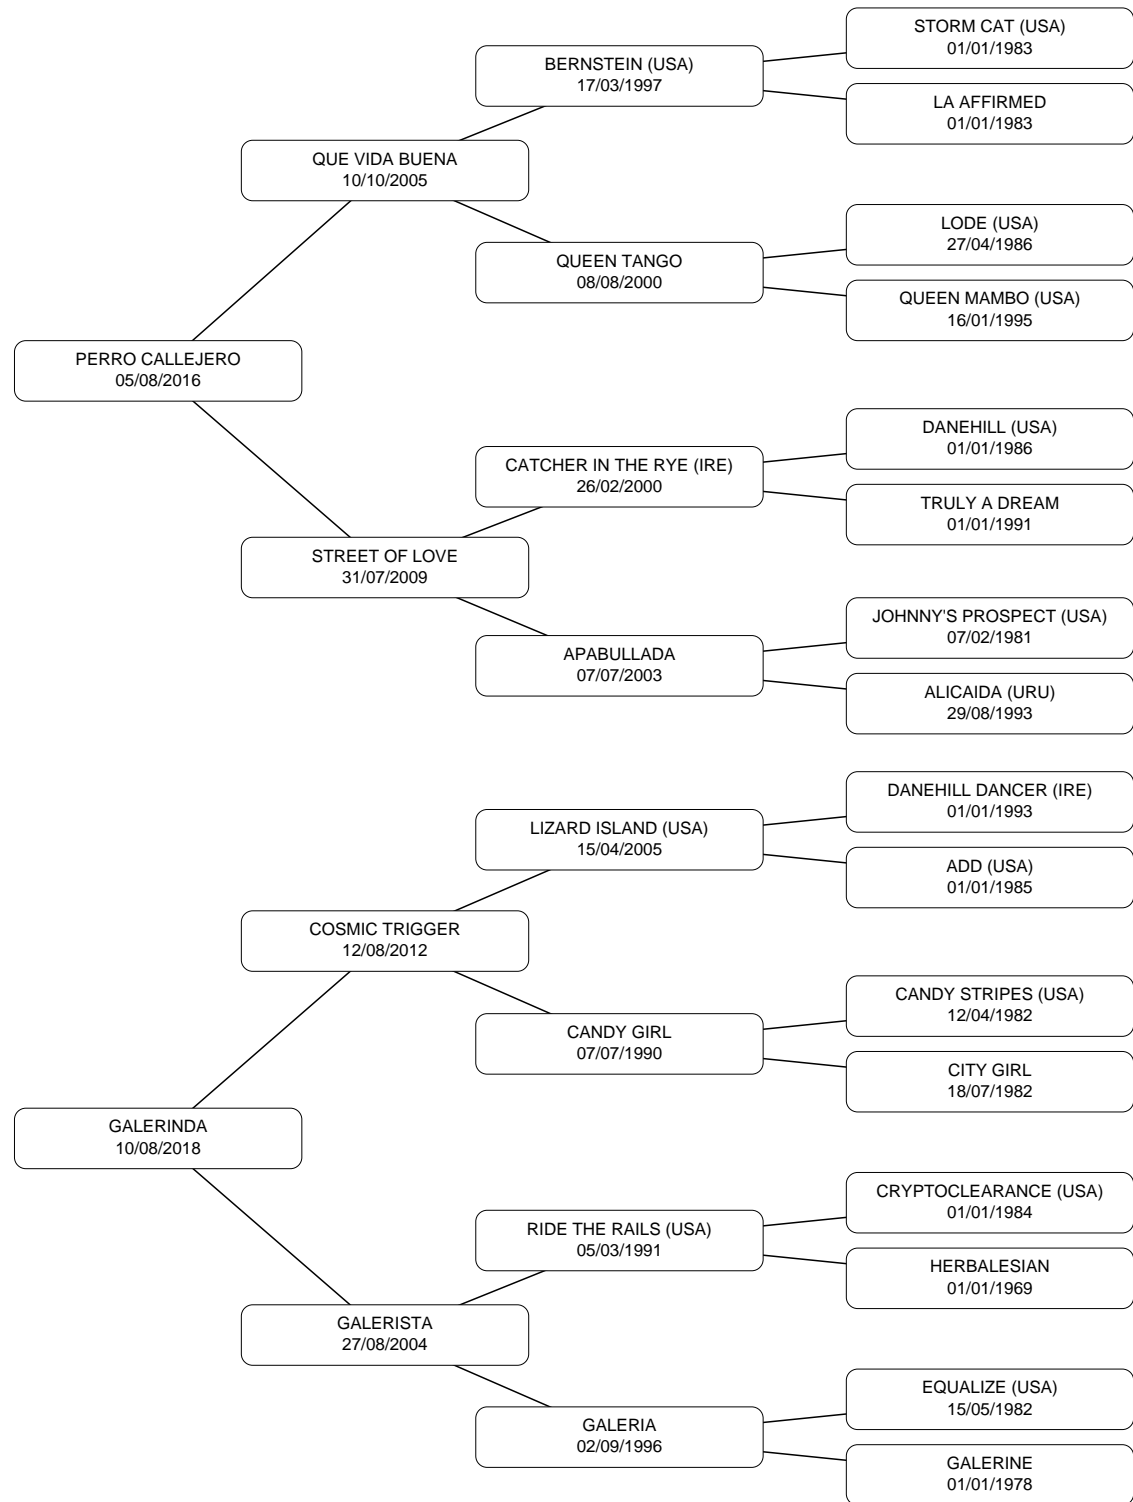 STORM CAT (USA)
01/01/1983
BERNSTEIN (USA)
17/03/1997
LA AFFIRMED
01/01/1983
QUE VIDA BUENA
10/10/2005
LODE (USA)
27/04/1986
QUEEN TANGO
08/08/2000
QUEEN MAMBO (USA)
16/01/1995
PERRO CALLEJERO
05/08/2016
DANEHILL (USA)
01/01/1986
CATCHER IN THE RYE (IRE)
26/02/2000
TRULY A DREAM
01/01/1991
STREET OF LOVE
31/07/2009
JOHNNY'S PROSPECT (USA)
07/02/1981
APABULLADA
07/07/2003
ALICAIDA (URU)
29/08/1993
DANEHILL DANCER (IRE)
01/01/1993
LIZARD ISLAND (USA)
15/04/2005
ADD (USA)
01/01/1985
COSMIC TRIGGER
12/08/2012
CANDY STRIPES (USA)
12/04/1982
CANDY GIRL
07/07/1990
CITY GIRL
18/07/1982
GALERINDA
10/08/2018
CRYPTOCLEARANCE (USA)
01/01/1984
RIDE THE RAILS (USA)
05/03/1991
HERBALESIAN
01/01/1969
GALERISTA
27/08/2004
EQUALIZE (USA)
15/05/1982
GALERIA
02/09/1996
GALERINE
01/01/1978